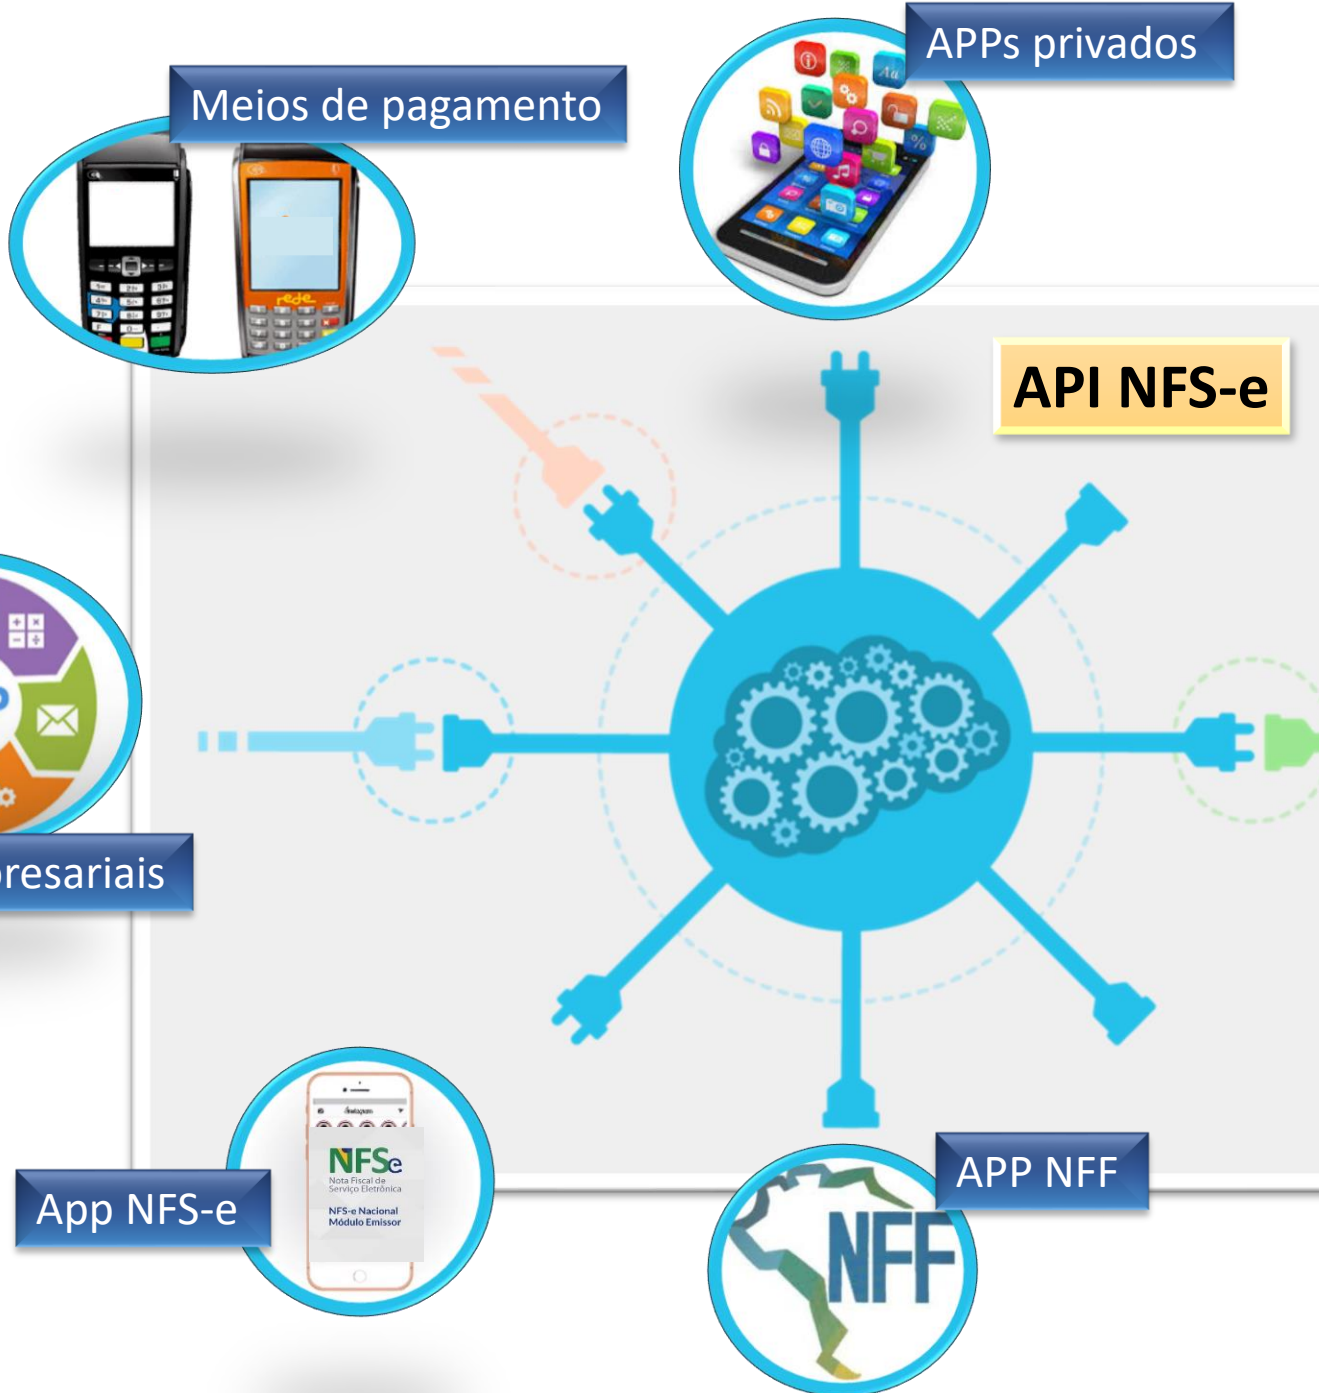 APPs privados
Meios de pagamento
rede
API NFS-e
resariais
App NFS-e
Instagram
NFSe
Nota Fiscal de
Serviço Eletrônica
NFS-e Nacional
Módulo Emissor
APP NFF
NFF